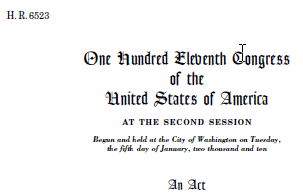 H. R. 6523
One Hundred Eleventh Congress
of the
United States of America
AT THE SECOND SESSION
Begun and held at the City of Washington on Tuesday,
the fifth day of January, two thousand and ten
An Act